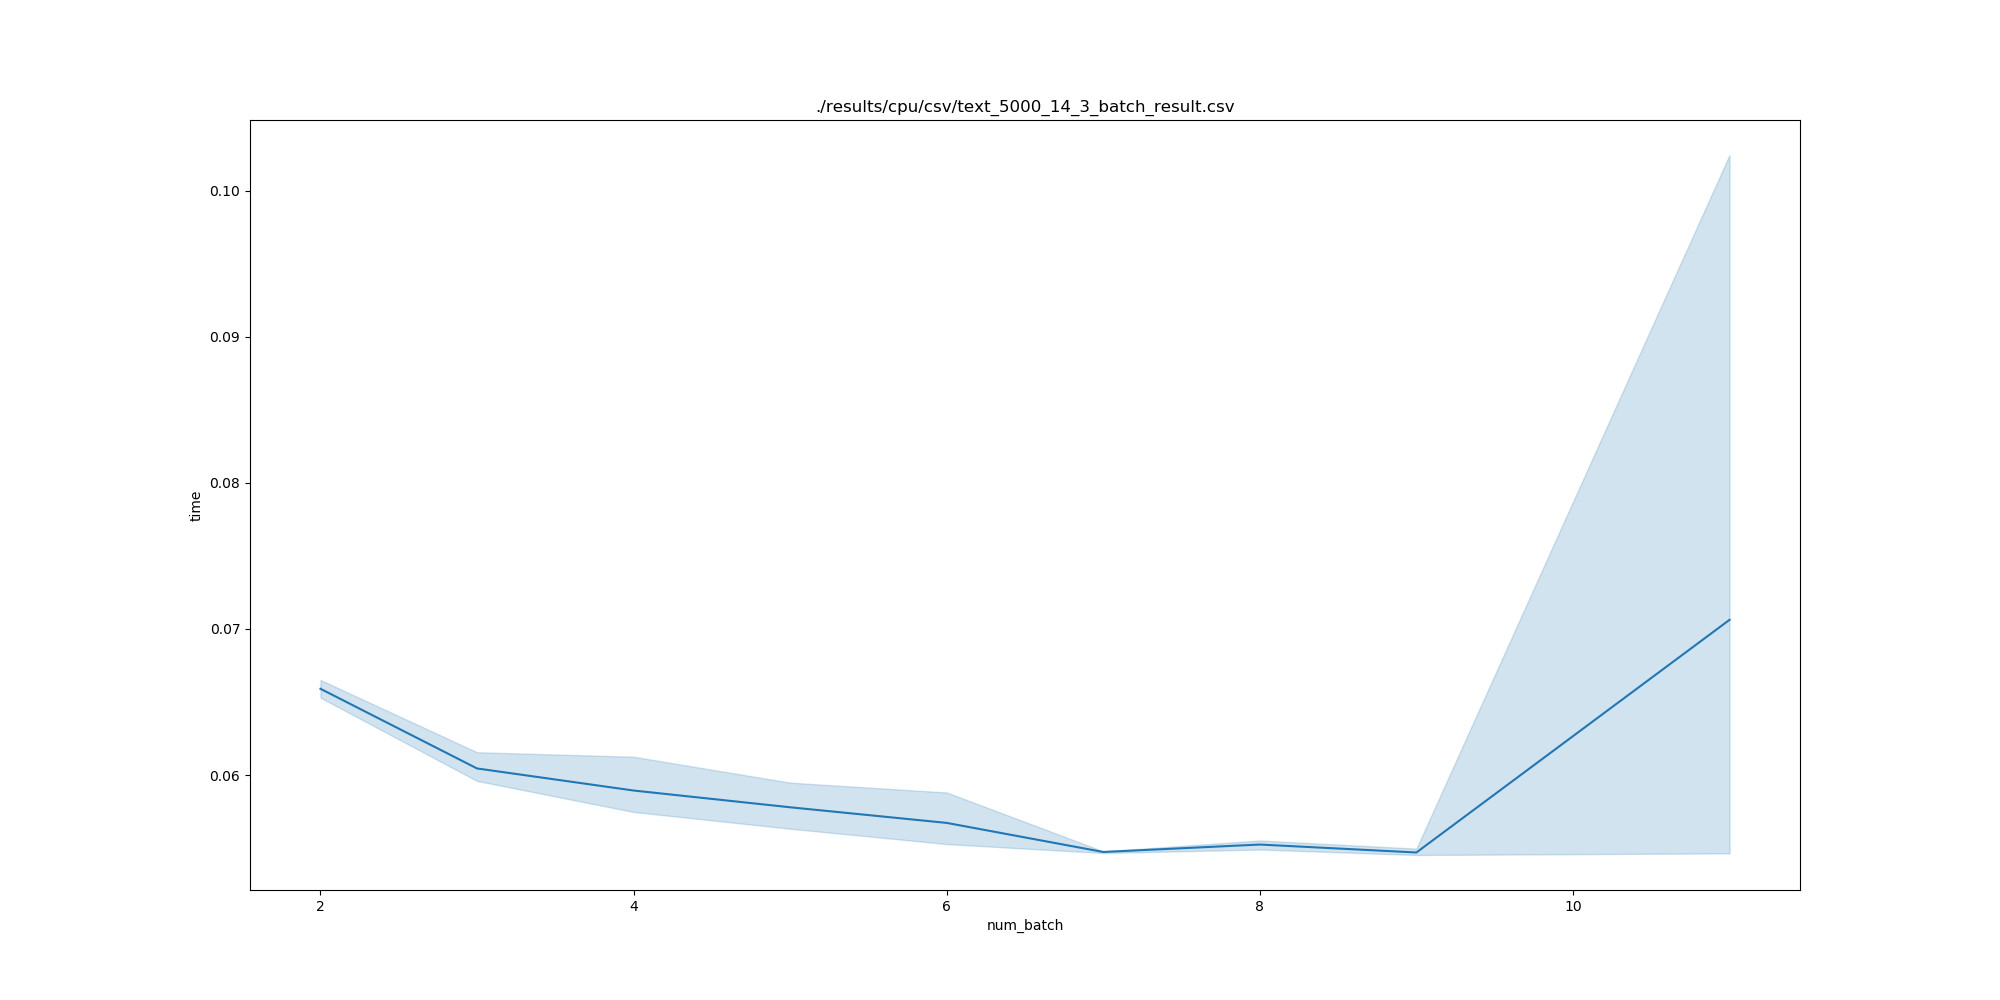 ./results/cpu/csv/text_5000_14_3_batch_result.csv
0.10
0.09
0.08
0.07
0.06
time
2 4 6 8 10
num_batch